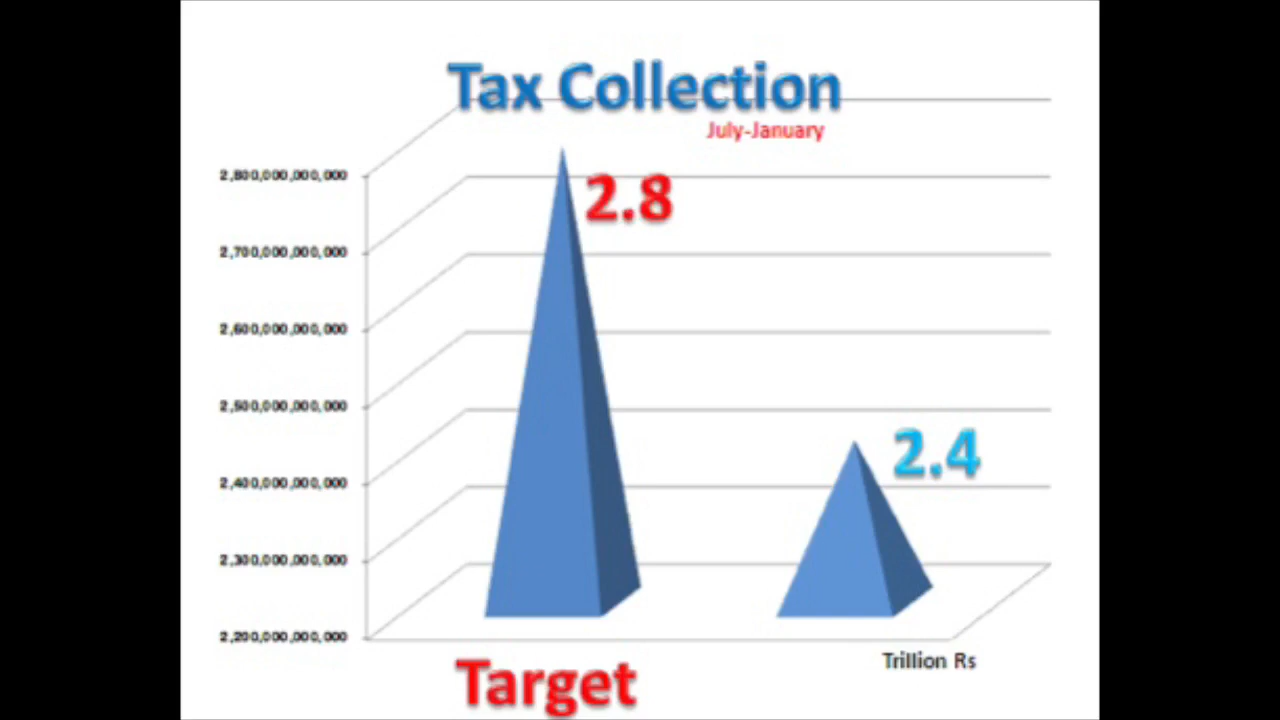 Tax Collection
July-January
2,800,000,000,000
2,700,000,000,000
2,600,000,000,000
2,500,000,000,000
2,400,000,000,000
2,300,000,000,000
2,200,000,000,000
2.8
2.4
Trillion Rs
Target